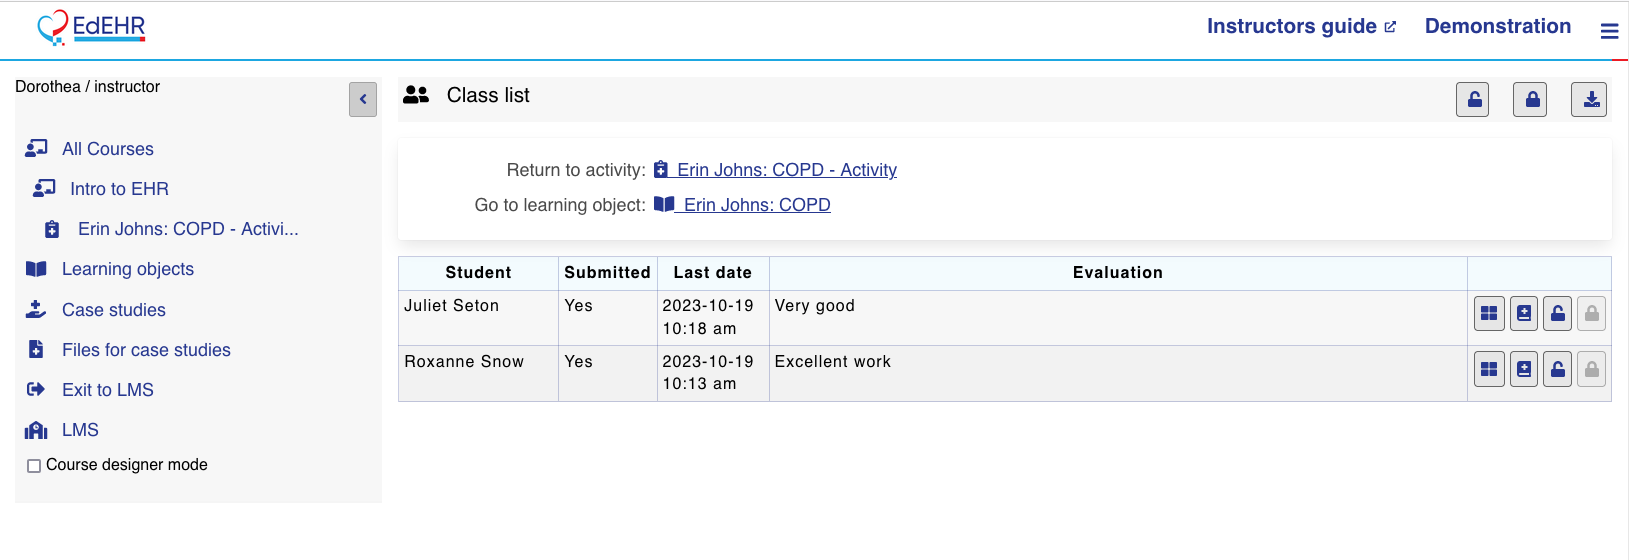 EdEHR
Instructors guide
Demonstration
Dorothea / instructor
All Courses
Intro to EHR
Erin Johns: COPD - Activi...
Learning objects
Case studies
Files for case studies
Exit to LMS
LMS
Course designer mode
Class list
Return to activity: Erin Johns: COPD - Activity
Go to learning object: Erin Johns: COPD
Student Submitted Last date Evaluation
Juliet Seton Yes 2023-10-19 Very good
10:18 am
Roxanne Snow Yes 2023-10-19 Excellent work
10:13 am